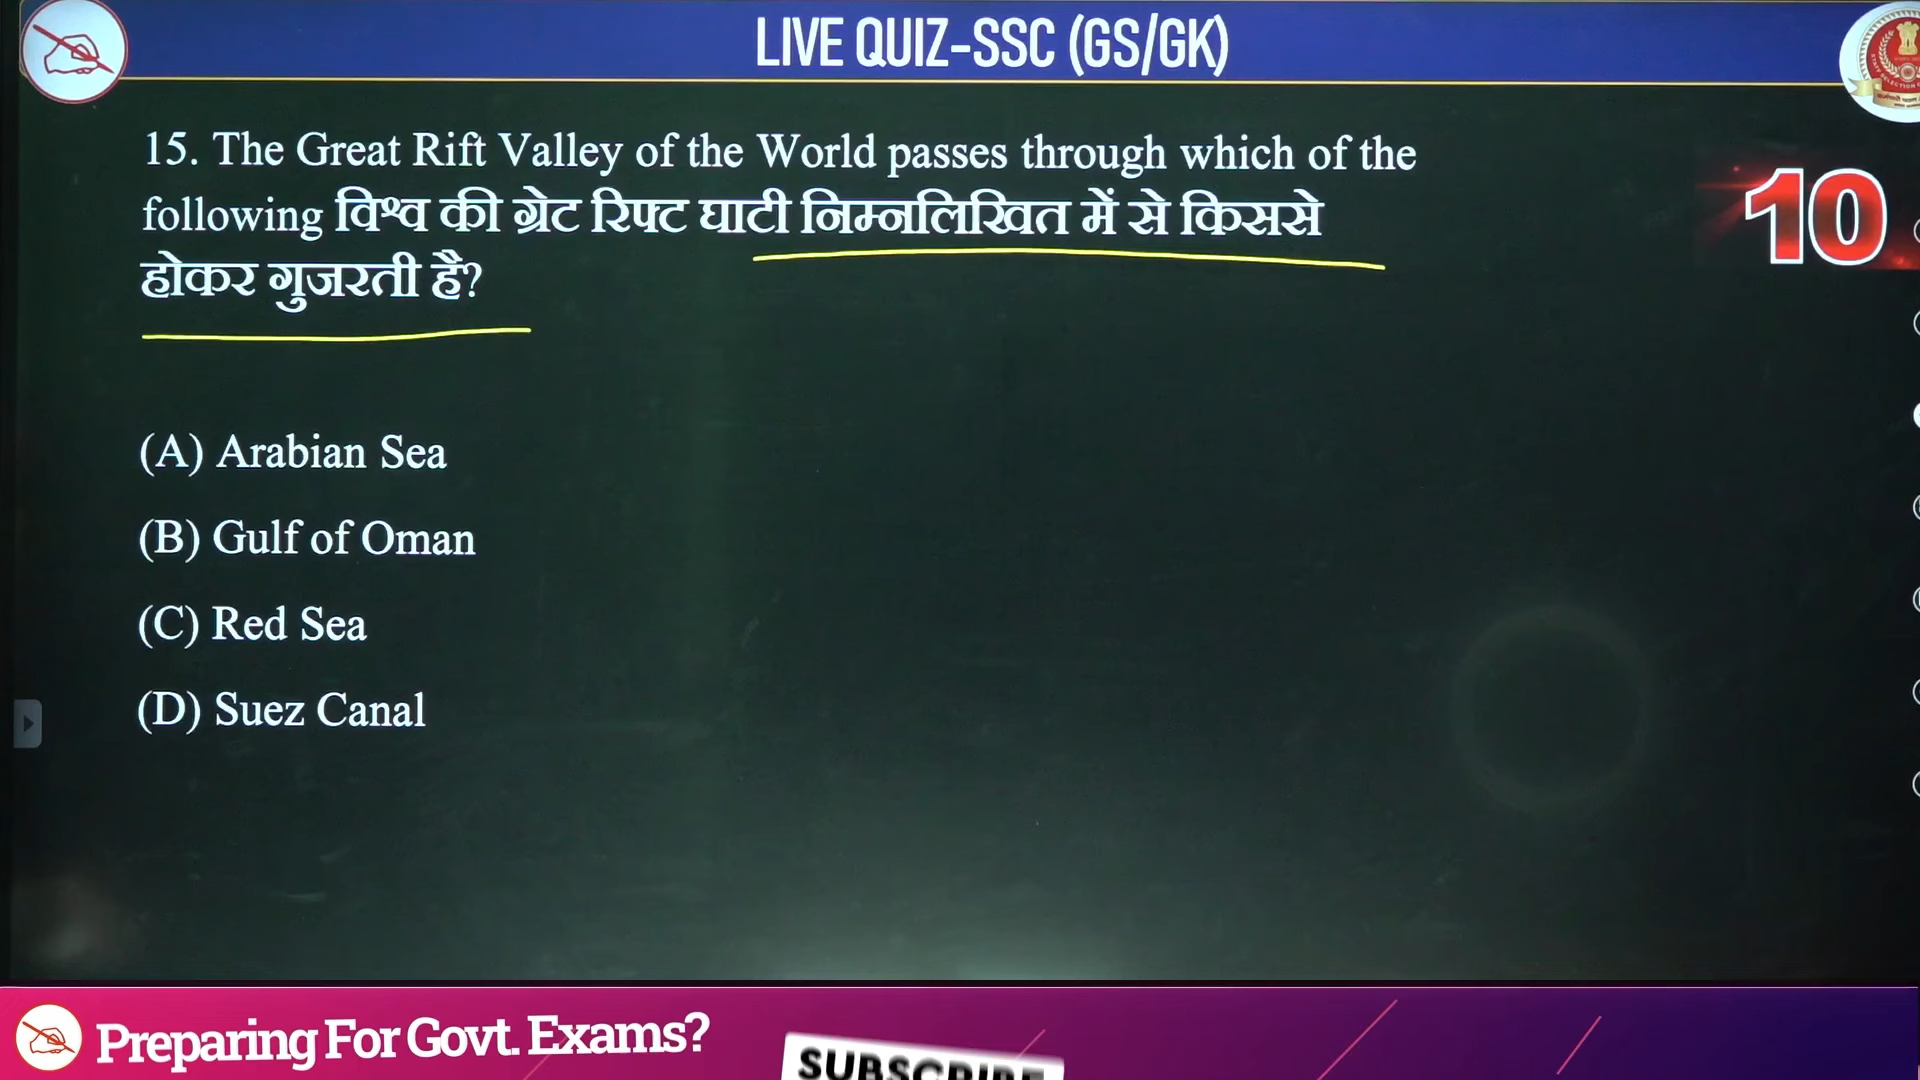 LIVE QUIZ-SSC (GS/GK)
10
15. The Great Rift Valley of the World passes through which of the
following विश्व की ग्रेट रिफ्ट घाटी निम्नलिखित में से किससे
होकर गुजरती है?
(A) Arabian Sea
(B) Gulf of Oman
(C) Red Sea
(D) Suez Canal
Preparing For Govt. Exams?
SUBSCRIBE